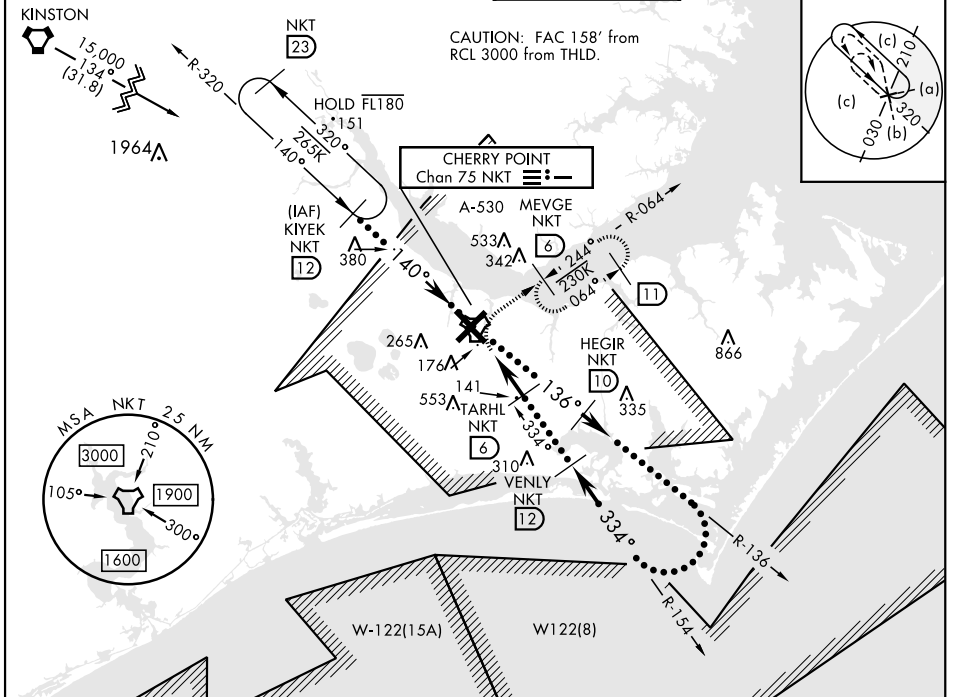 KINSTON
15,000
134°
(31.8)
R-320
NKT
23
CAUTION: FAC 158' from
RCL 3000 from THLD.
HOLD FL180
151
320°
265K
140°
1964
CHERRY POINT
Chan 75 NKT
(IAF)
KIYEK
NKT
12
380
140°
A-530
MEVGE
NKT
6
533
342
R-064
244°
230K
064°
11
265
176
866
HEGIR
NKT
10
335
136°
141
553
TARHL
NKT
6
334°
310
VENLY
NKT
12
334°
R-136
R-154
W-122(15A)
W122(8)
MSA NKT 25 NM
3000
210°
105°
1900
300°
1600
(c)
210
(a)
(c)
320
(b)
030